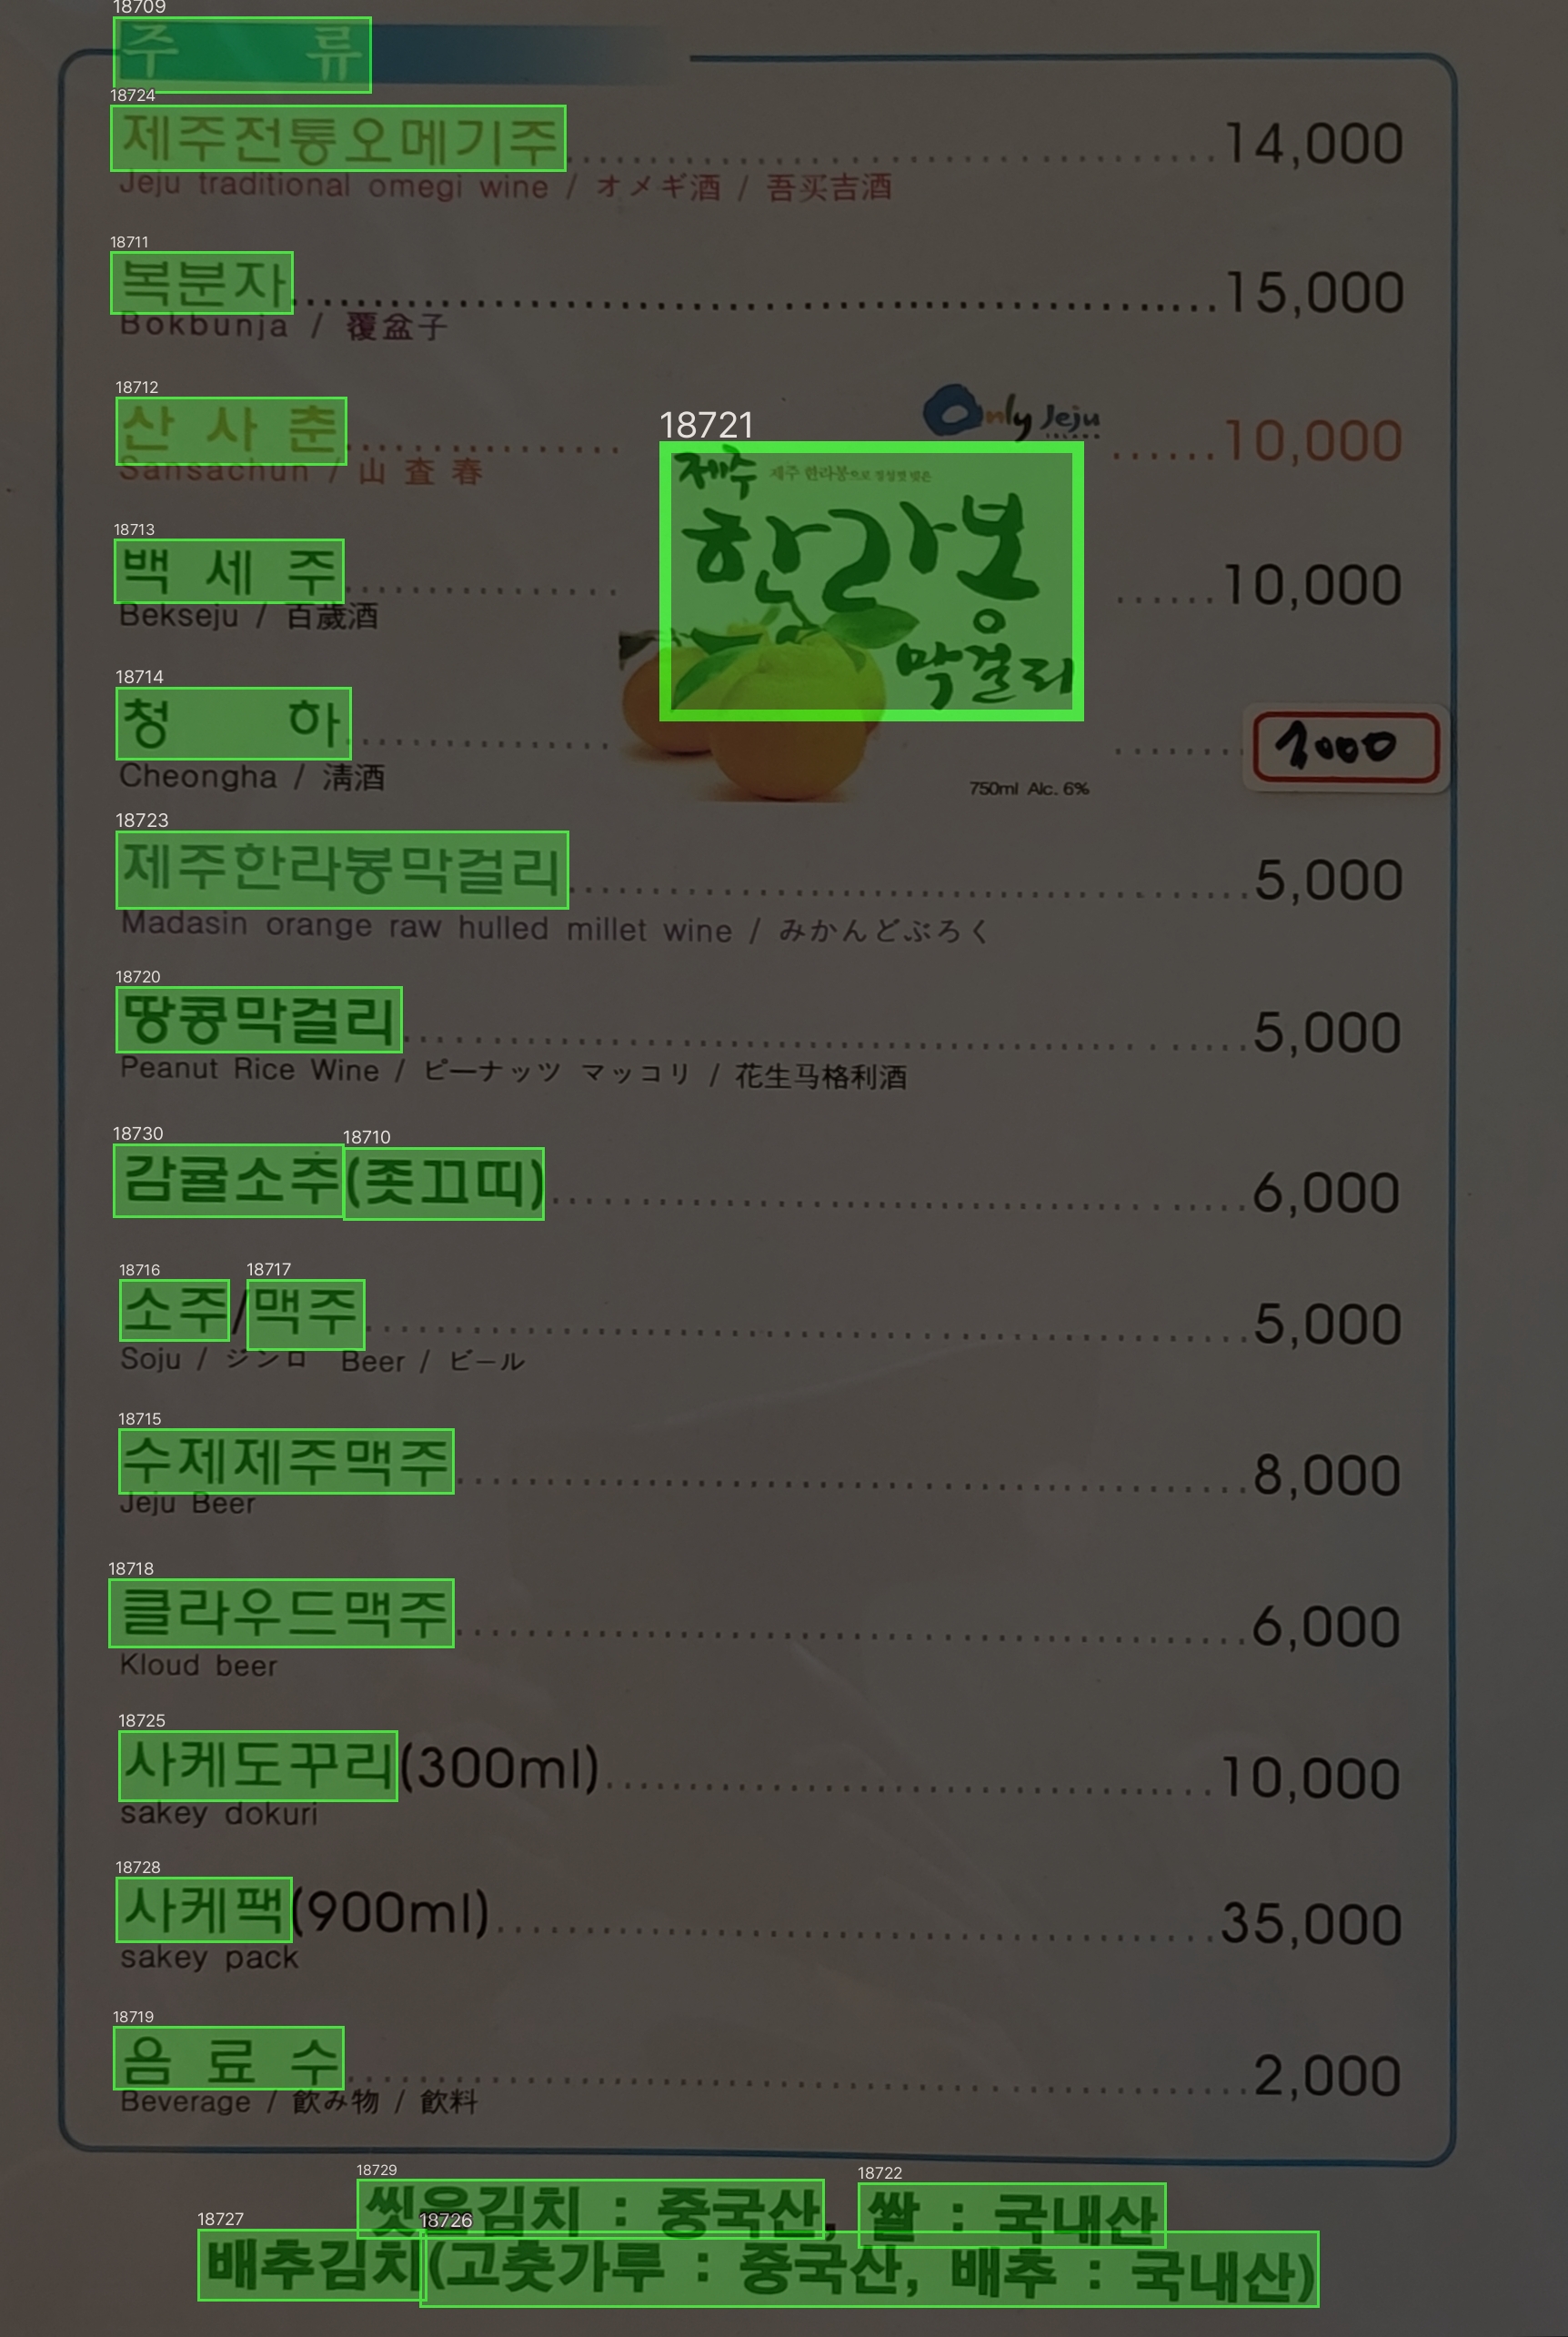 주 류
제주전통오메기주 14,000
Jeju traditional omegi wine / オメギ酒 / 吾买吉酒
복분자 15,000
Bokbunja / 覆盆子
산 사 춘 10,000
Sansachun / 山 査 春
Only Jeju
ISLAND
제주 제주 한라봉으로 정성껏 빚은
한라봉
막걸리
백 세 주 10,000
Bekseju / 百歲酒
청 하
Cheongha / 淸酒
750ml Alc. 6%
제주한라봉막걸리 5,000
Madasin orange raw hulled millet wine / みかんどぶろく
땅콩막걸리 5,000
Peanut Rice Wine / ピーナッツ マッコリ / 花生马格利酒
감귤소주(좃끄띠) 6,000
소주/맥주 5,000
Soju / ジンロ Beer / ビール
수제제주맥주 8,000
Jeju Beer
클라우드맥주 6,000
Kloud beer
사케도꾸리(300ml) 10,000
sakey dokuri
사케팩(900ml) 35,000
sakey pack
음 료 수 2,000
Beverage / 飲み物 / 飲料
씻은김치 : 중국산, 쌀 : 국내산
배추김치(고춧가루 : 중국산, 배추 : 국내산)
18709
18724
18711
18712
18721
18713
18714
18723
18720
18730
18710
18716
18717
18715
18718
18725
18728
18719
18729
18722
18727
18726